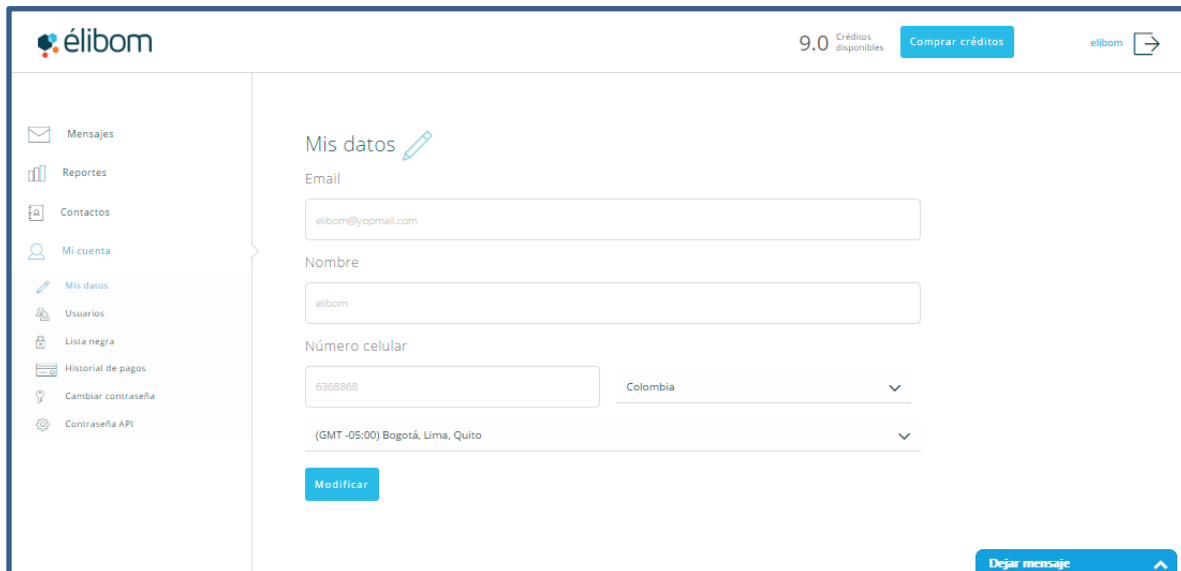 élibom
9.0 Créditos disponibles
Comprar créditos
elibom
Mensajes
Reportes
Contactos
Mi cuenta
Mis datos
Usuarios
Lista negra
Historial de pagos
Cambiar contraseña
Contraseña API
Mis datos
Email
elibom@yopmail.com
Nombre
elibom
Número celular
6368868
Colombia
(GMT -05:00) Bogotá, Lima, Quito
Modificar
Dejar mensaje